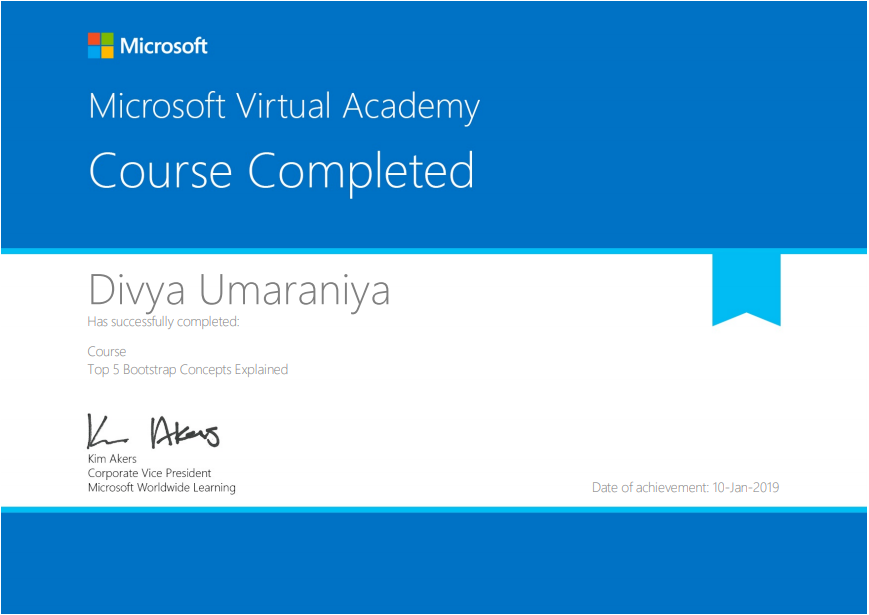 Microsoft
Microsoft Virtual Academy
Course Completed
Divya Umaraniya
Has successfully completed:
Course
Top 5 Bootstrap Concepts Explained
Kim Akers
Kim Akers
Corporate Vice President
Microsoft Worldwide Learning
Date of achievement: 10-Jan-2019